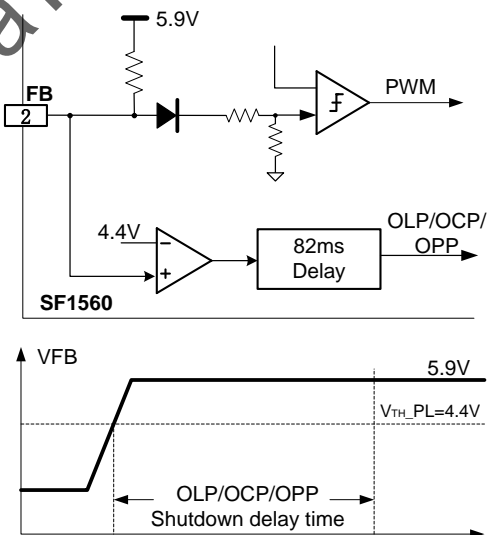 5.9V
FB
2
PWM
4.4V
82ms
Delay
OLP/OCP/
OPP
SF1560
VFB
5.9V
VTH_PL=4.4V
OLP/OCP/OPP
Shutdown delay time